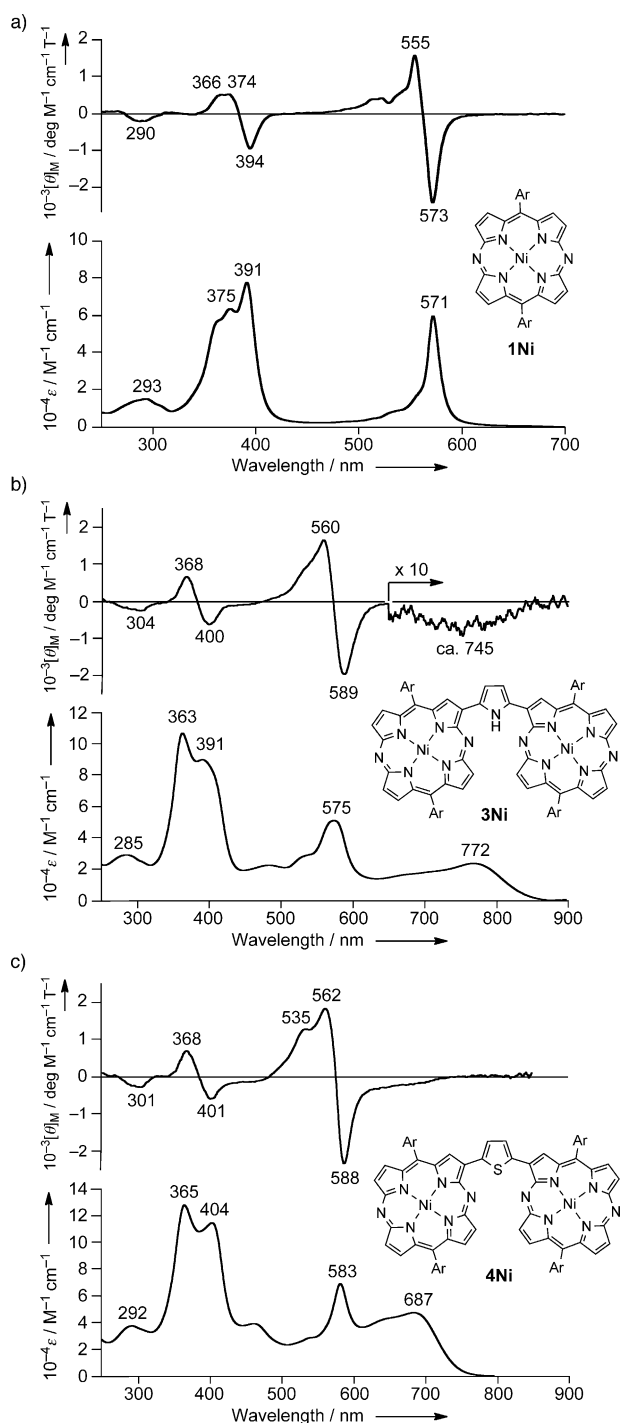 a)
10⁻³[θ]M / deg M⁻¹ cm⁻¹ T⁻¹
2
1
0
−1
−2
366 374
555
290
394
573
10⁻⁴ε / M⁻¹ cm⁻¹
10
8
6
4
2
0
293
375
391
571
Ar
N
N
N
Ni
N
N
N
Ar
1Ni
300 400 500 600 700
Wavelength / nm
b)
10⁻³[θ]M / deg M⁻¹ cm⁻¹ T⁻¹
2
1
0
−1
−2
368
560
x 10
304
400
589
ca. 745
10⁻⁴ε / M⁻¹ cm⁻¹
12
10
8
6
4
2
0
285
363
391
575
772
Ar Ar
N
H
N N N N
N Ni N N Ni N
N N N N
Ar Ar
3Ni
300 400 500 600 700 800 900
Wavelength / nm
c)
10⁻³[θ]M / deg M⁻¹ cm⁻¹ T⁻¹
2
1
0
−1
−2
368
535
562
301
401
588
10⁻⁴ε / M⁻¹ cm⁻¹
14
12
10
8
6
4
2
0
292
365
404
583
687
Ar Ar
S
N N N N
N Ni N N Ni N
N N N N
Ar Ar
4Ni
300 400 500 600 700 800 900
Wavelength / nm